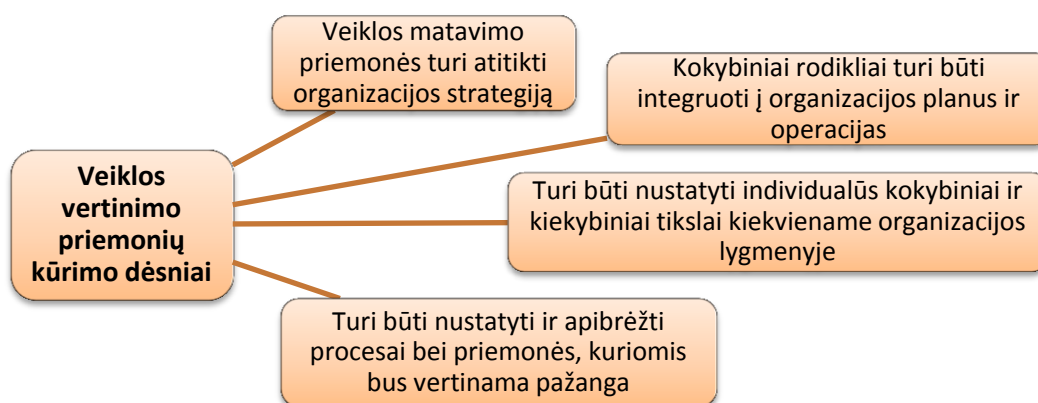 Veiklos matavimo
priemonės turi atitikti
organizacijos strategiją
Kokybiniai rodikliai turi būti
integruoti į organizacijos planus ir
operacijas
Veiklos
vertinimo
priemonių
kūrimo dėsniai
Turi būti nustatyti individualūs kokybiniai ir
kiekybiniai tikslai kiekviename organizacijos
lygmenyje
Turi būti nustatyti ir apibrėžti
procesai bei priemonės, kuriomis
bus vertinama pažanga